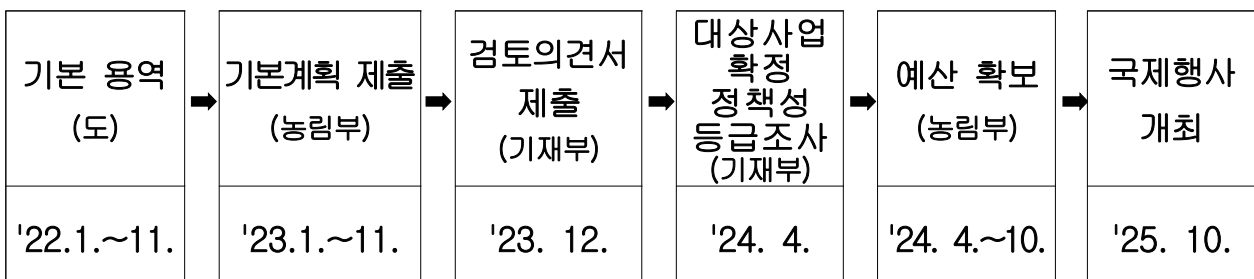 기본 용역
(도)
'22.1.~11.
➡
기본계획 제출
(농림부)
'23.1.~11.
➡
검토의견서
제출
(기재부)
'23. 12.
➡
대상사업
확정
정책성
등급조사
(기재부)
'24. 4.
➡
예산 확보
(농림부)
'24. 4.~10.
➡
국제행사
개최
'25. 10.